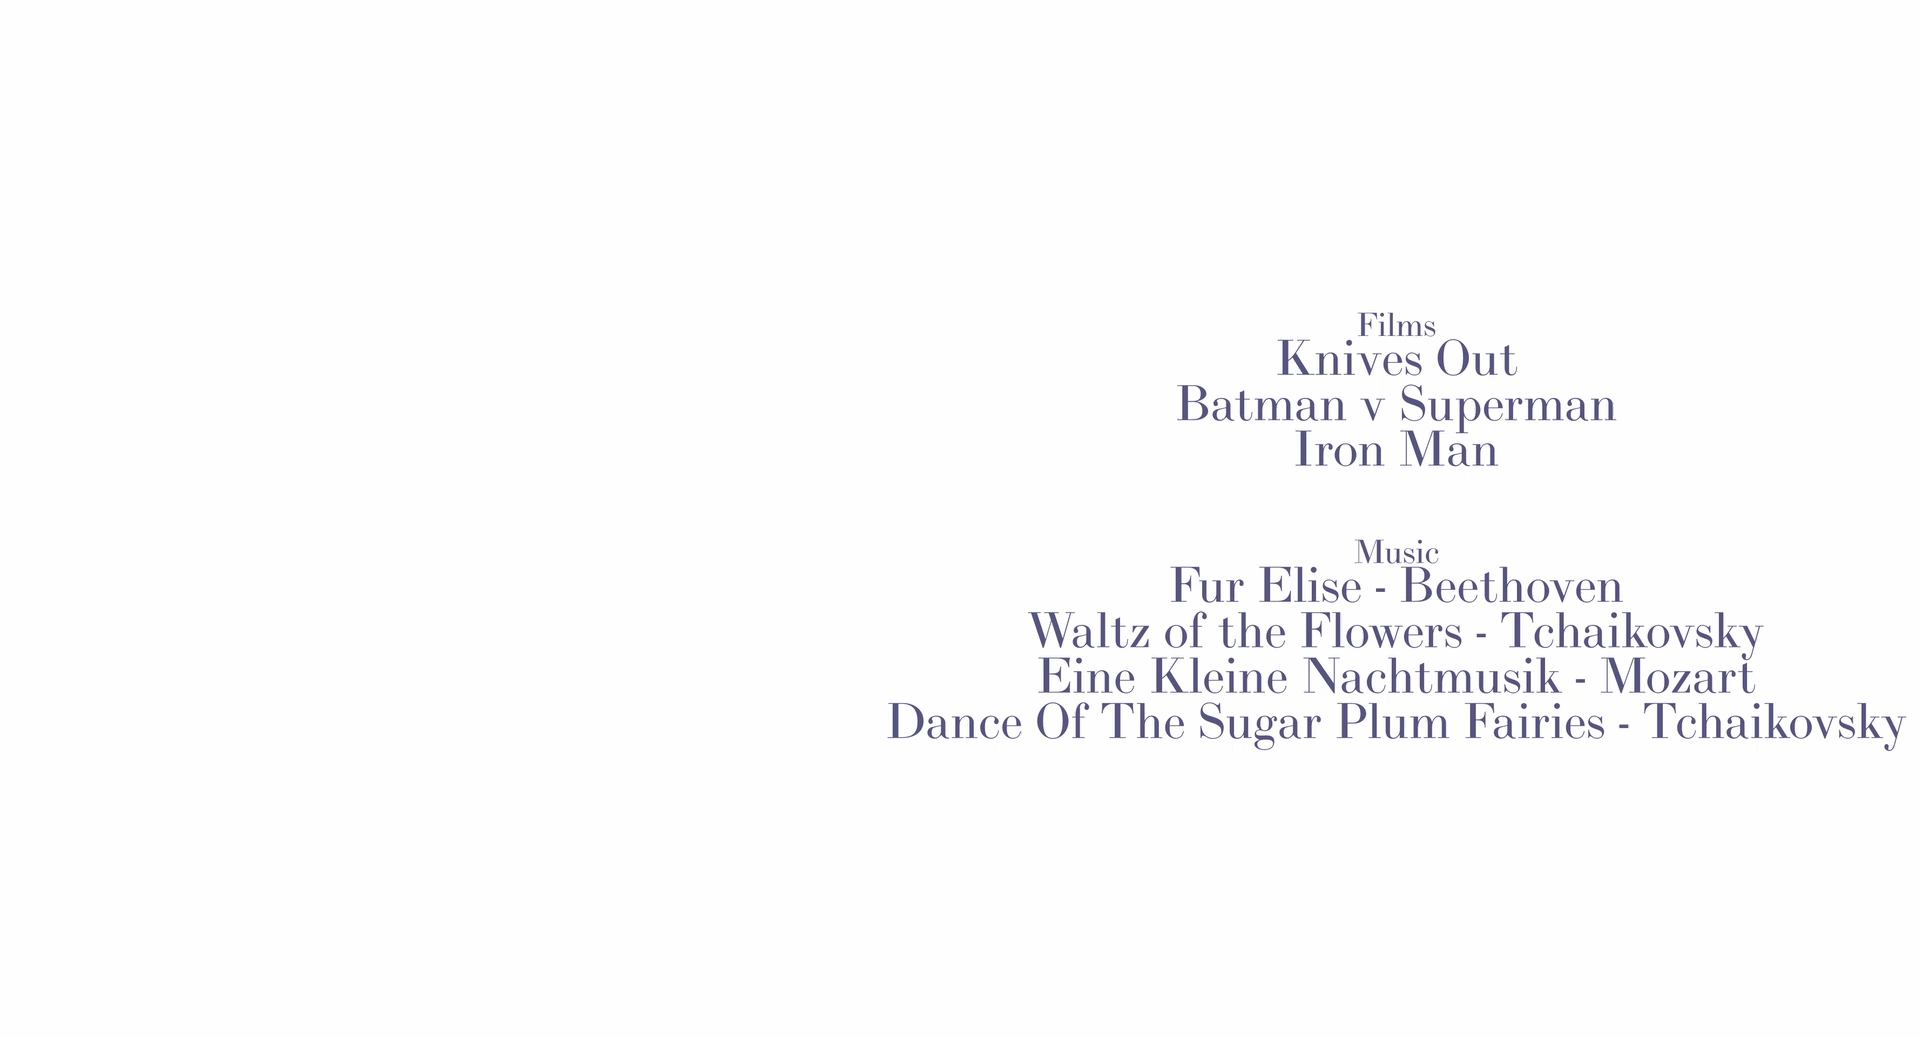 Films
Knives Out
Batman v Superman
Iron Man
Music
Fur Elise - Beethoven
Waltz of the Flowers - Tchaikovsky
Eine Kleine Nachtmusik - Mozart
Dance Of The Sugar Plum Fairies - Tchaikovsky